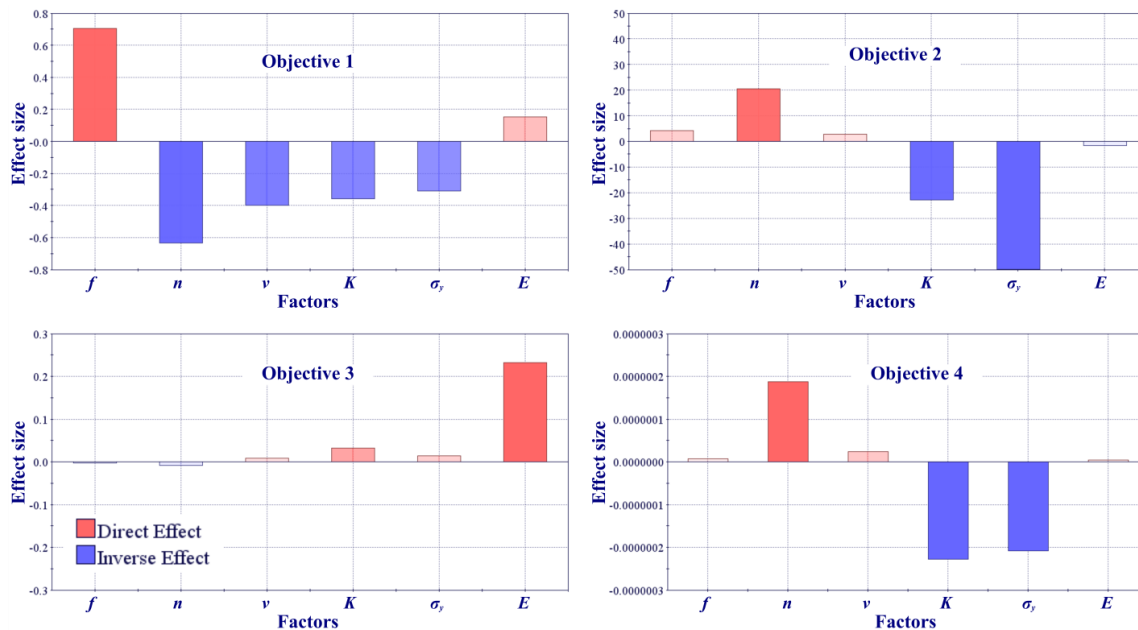 0.8
0.6
0.4
0.2
-0.0
-0.2
-0.4
-0.6
-0.8
Effect size
Objective 1
f n ν K σy E
Factors
50
40
30
20
10
0
-10
-20
-30
-40
-50
Effect size
Objective 2
f n ν K σy E
Factors
0.3
0.2
0.1
0.0
-0.1
-0.2
-0.3
Effect size
Objective 3
Direct Effect
Inverse Effect
f n ν K σy E
Factors
0.0000003
0.0000002
0.0000001
0.0000000
-0.0000001
-0.0000002
-0.0000003
Effect size
Objective 4
f n ν K σy E
Factors